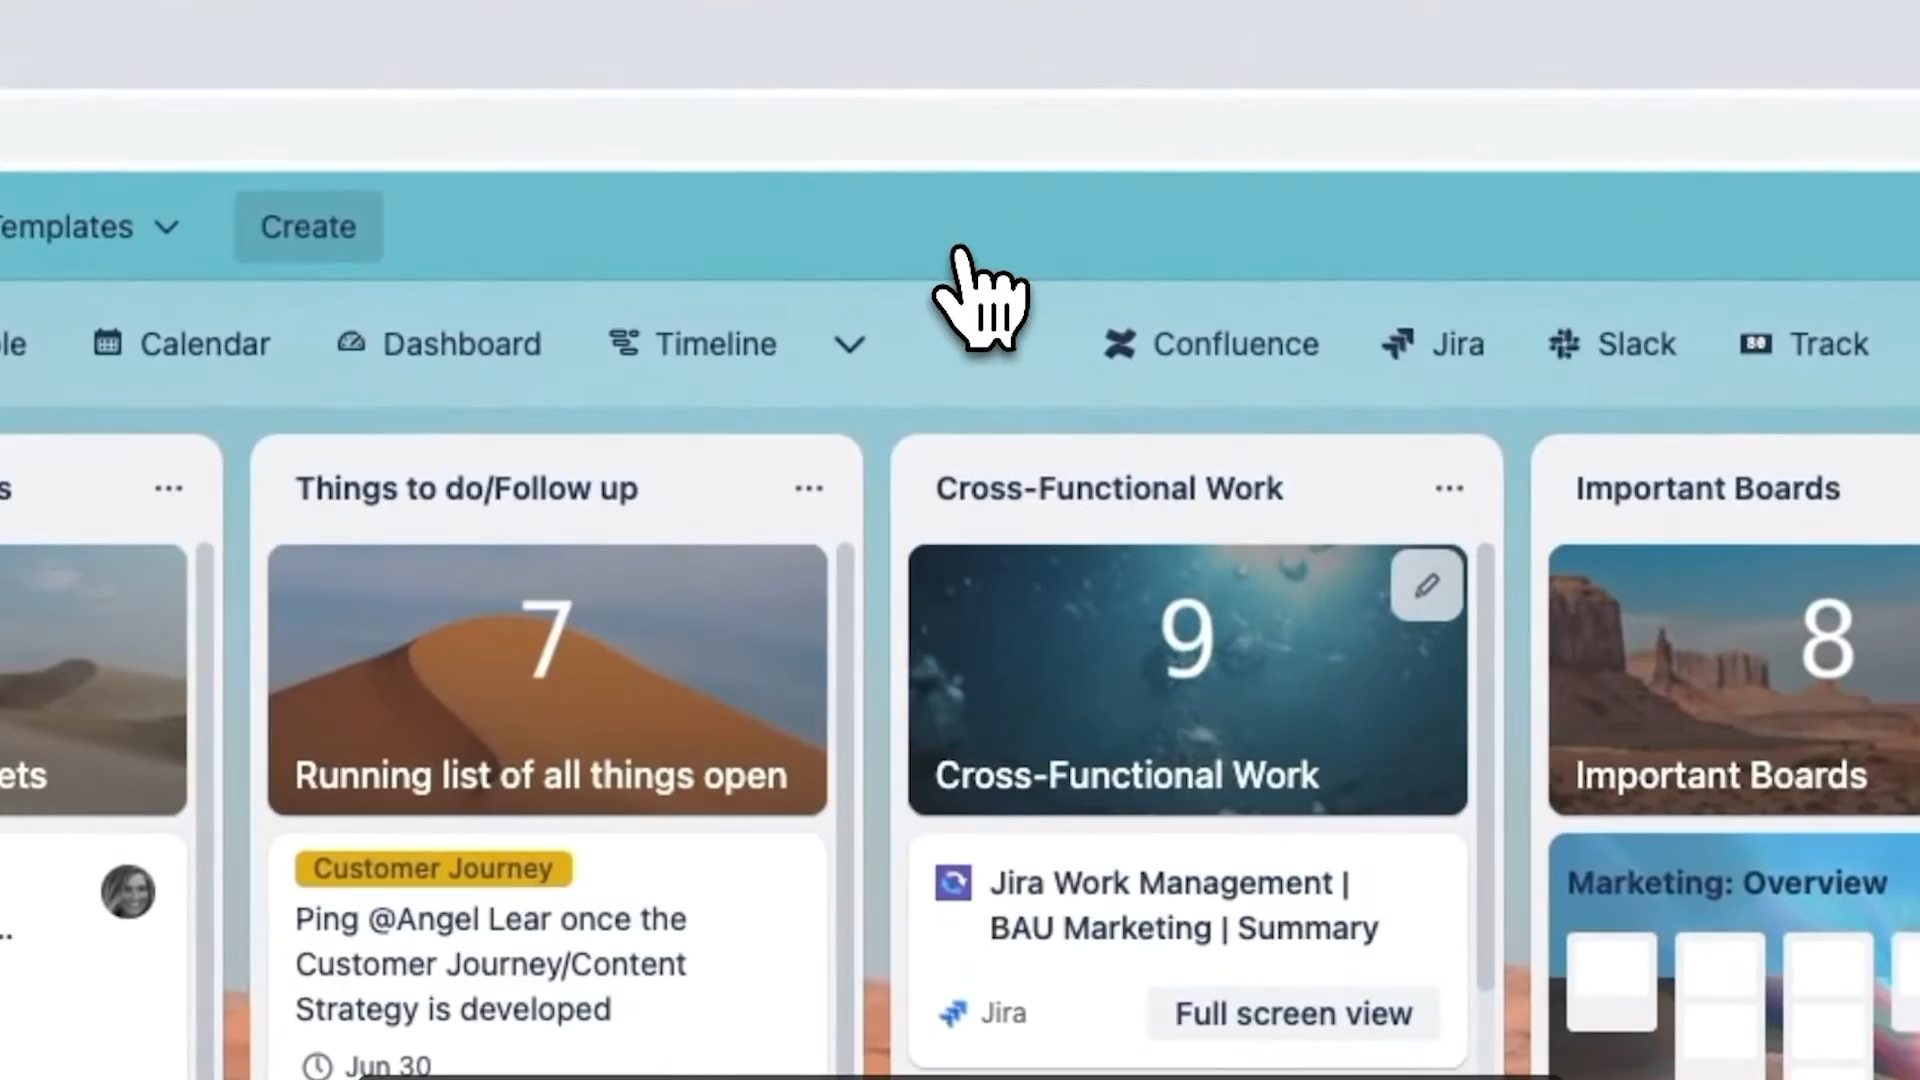 Templates
Create
Calendar
Dashboard
Timeline
Confluence
Jira
Slack
80 Track
s
Things to do/Follow up
Cross-Functional Work
Important Boards
7
9
8
ets
Running list of all things open
Cross-Functional Work
Important Boards
Customer Journey
Ping @Angel Lear once the
Customer Journey/Content
Strategy is developed
Jun 30
Jira Work Management |
BAU Marketing | Summary
Jira
Full screen view
Marketing: Overview